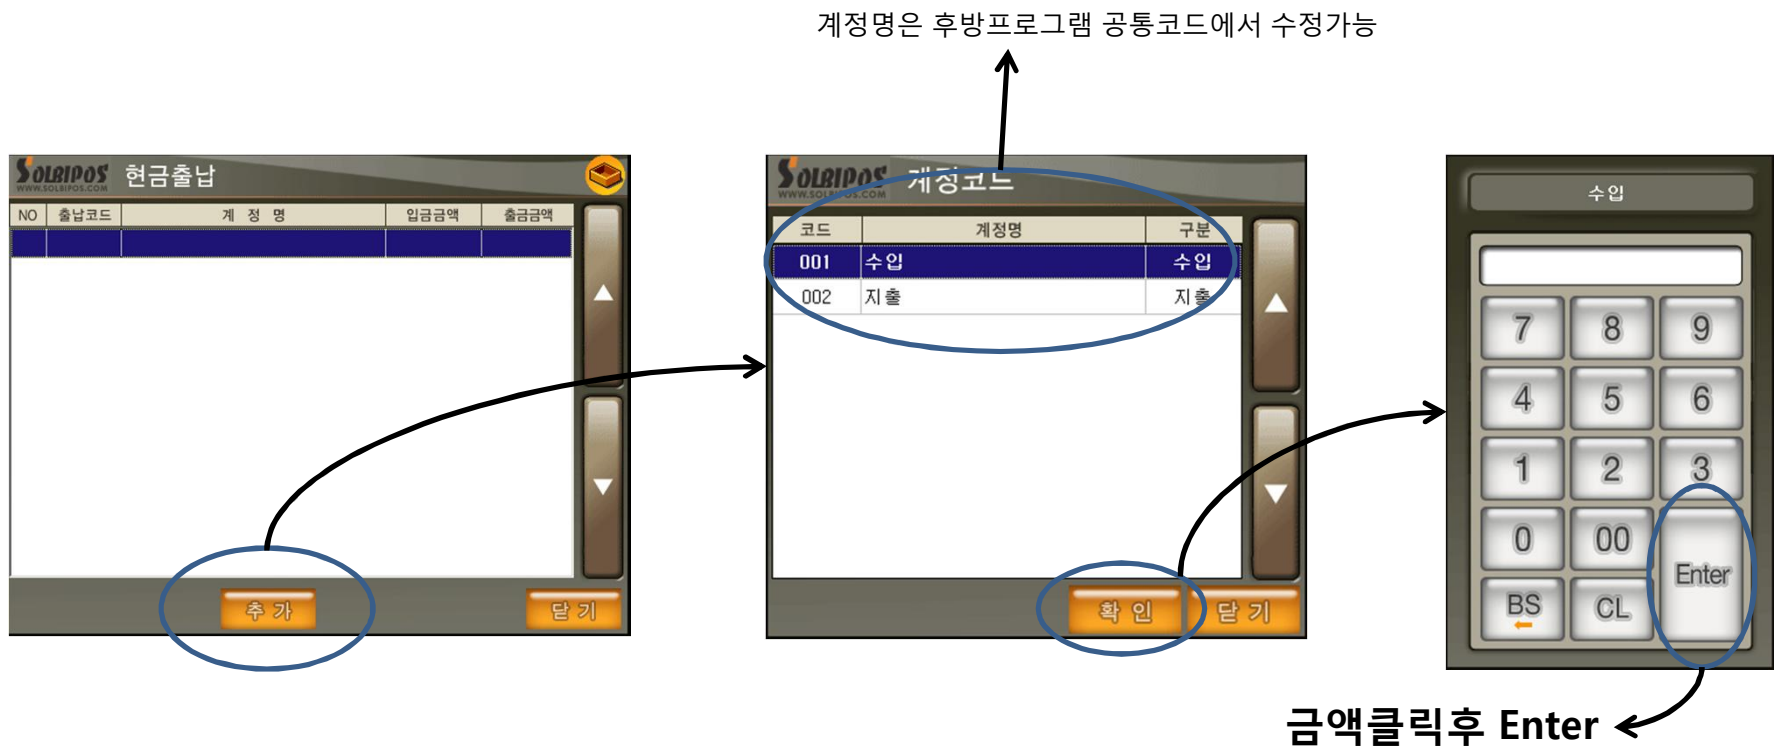 계정명은 후방프로그램 공통코드에서 수정가능
SOLBIPOS 현금출납
WWW.SOLBIPOS.COM
NO 출납코드 계 정 명 입금금액 출금금액
추 가 닫 기
SOLBIPOS 계정코드
WWW.SOLBIPOS.COM
코드 계정명 구분
001 수입 수입
002 지출 지출
확 인 닫 기
수입
7 8 9
4 5 6
1 2 3
0 00 Enter
BS CL
금액클릭후 Enter